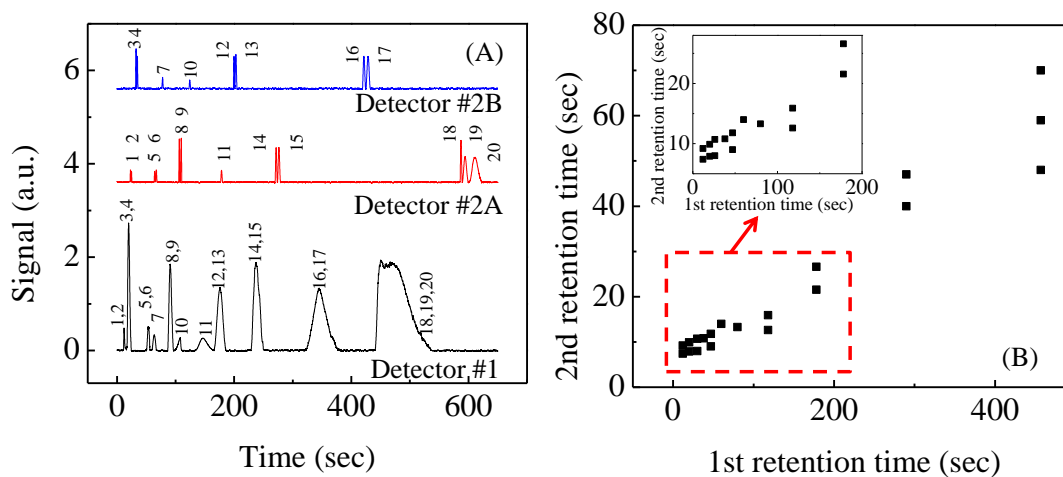 (A)
3 4
7
10
12 13
16 17
Detector #2B
1 2
5 6
8 9
11
14 15
18 19 20
Detector #2A
1,2
3,4
5,6
7
8,9
10
11
12,13
14,15
16,17
18,19,20
Detector #1
6
4
2
0
Signal (a.u.)
0 200 400 600
Time (sec)
80
60
40
20
0
2nd retention time (sec)
0 200 400
1st retention time (sec)
(B)
20
10
2nd retention time (sec)
0 100 200
1st retention time (sec)